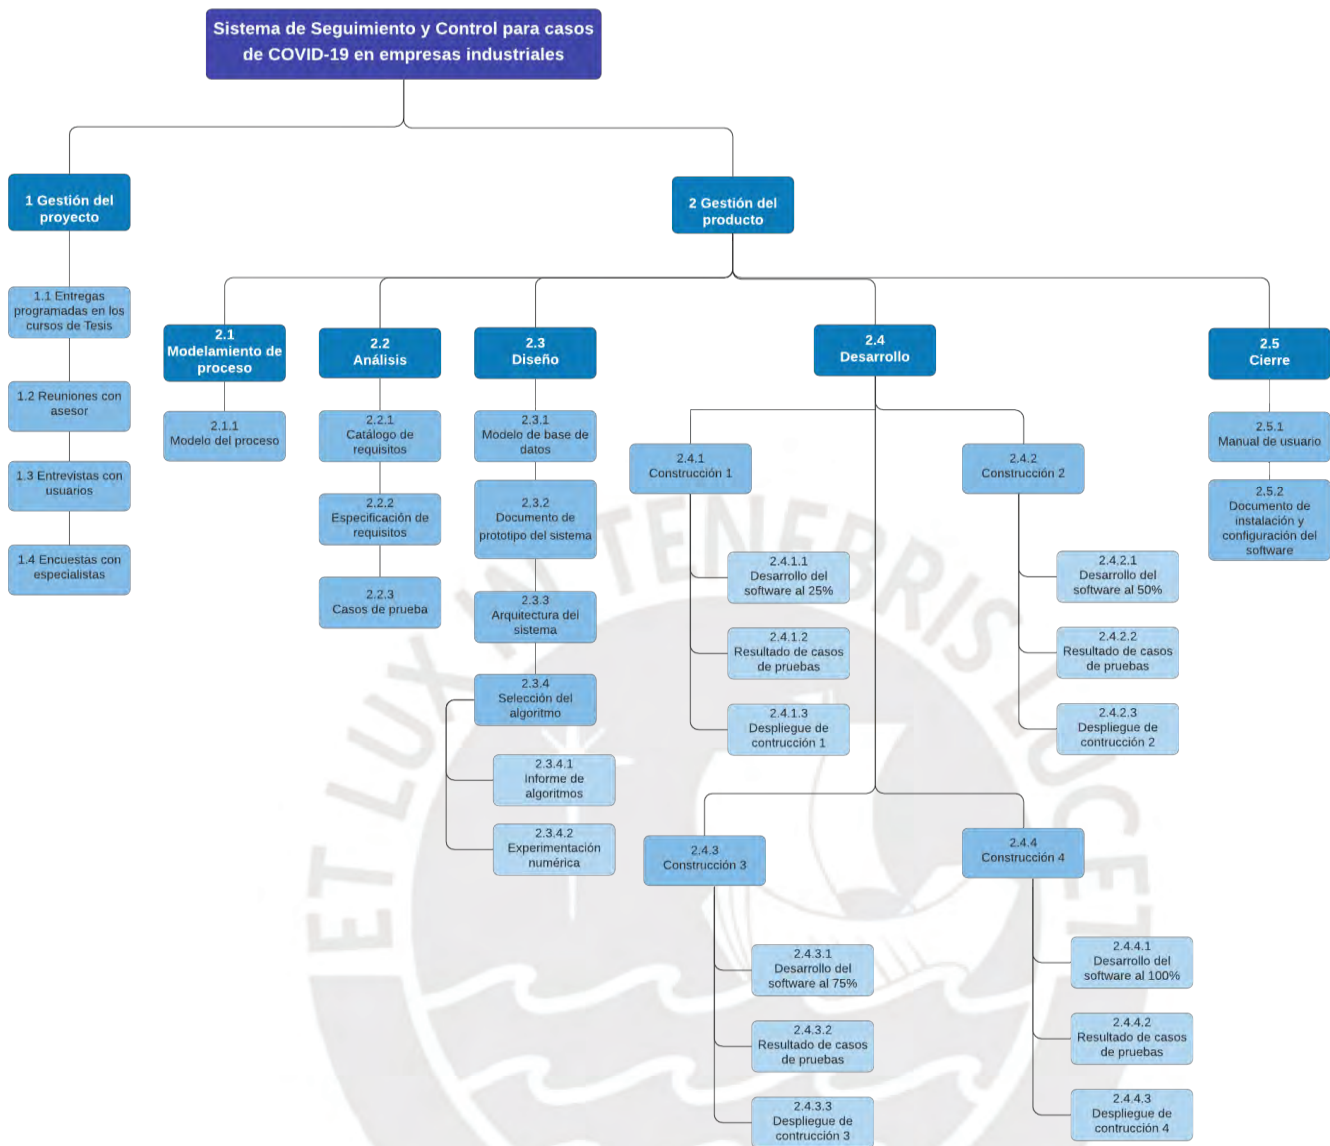 Sistema de Seguimiento y Control para casos
de COVID-19 en empresas industriales
1 Gestión del
proyecto
2 Gestión del
producto
1.1 Entregas
programadas en los
cursos de Tesis
1.2 Reuniones con
asesor
1.3 Entrevistas con
usuarios
1.4 Encuestas con
especialistas
2.1
Modelamiento de
proceso
2.1.1
Modelo del proceso
2.2
Análisis
2.2.1
Catálogo de
requisitos
2.2.2
Especificación de
requisitos
2.2.3
Casos de prueba
2.3
Diseño
2.3.1
Modelo de base de
datos
2.3.2
Documento de
prototipo del sistema
2.3.3
Arquitectura del
sistema
2.3.4
Selección del
algoritmo
2.3.4.1
Informe de
algoritmos
2.3.4.2
Experimentación
numérica
2.4
Desarrollo
2.4.1
Construcción 1
2.4.1.1
Desarrollo del
software al 25%
2.4.1.2
Resultado de casos
de pruebas
2.4.1.3
Despliegue de
contrucción 1
2.4.2
Construcción 2
2.4.2.1
Desarrollo del
software al 50%
2.4.2.2
Resultado de casos
de pruebas
2.4.2.3
Despliegue de
contrucción 2
2.4.3
Construcción 3
2.4.3.1
Desarrollo del
software al 75%
2.4.3.2
Resultado de casos
de pruebas
2.4.3.3
Despliegue de
contrucción 3
2.4.4
Construcción 4
2.4.4.1
Desarrollo del
software al 100%
2.4.4.2
Resultado de casos
de pruebas
2.4.4.3
Despliegue de
contrucción 4
2.5
Cierre
2.5.1
Manual de usuario
2.5.2
Documento de
instalación y
configuración del
software
ET LUX IN TENEBRIS LUCET